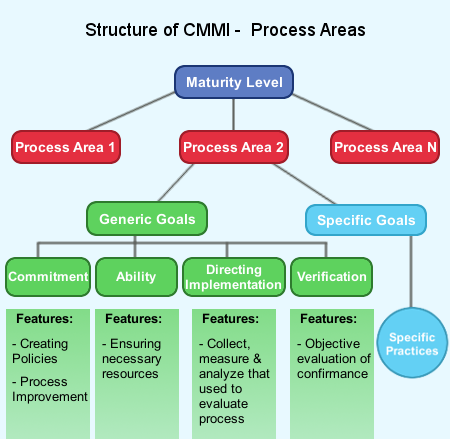 Structure of CMMI - Process Areas
Maturity Level
Process Area 1
Process Area 2
Process Area N
Generic Goals
Specific Goals
Commitment
Ability
Directing
Implementation
Verification
Features:
- Creating
Policies
- Process
Improvement
Features:
- Ensuring
necessary
resources
Features:
- Collect,
measure &
analyze that
used to
evaluate
process
Features:
- Objective
evaluation of
confirmance
Specific
Practices